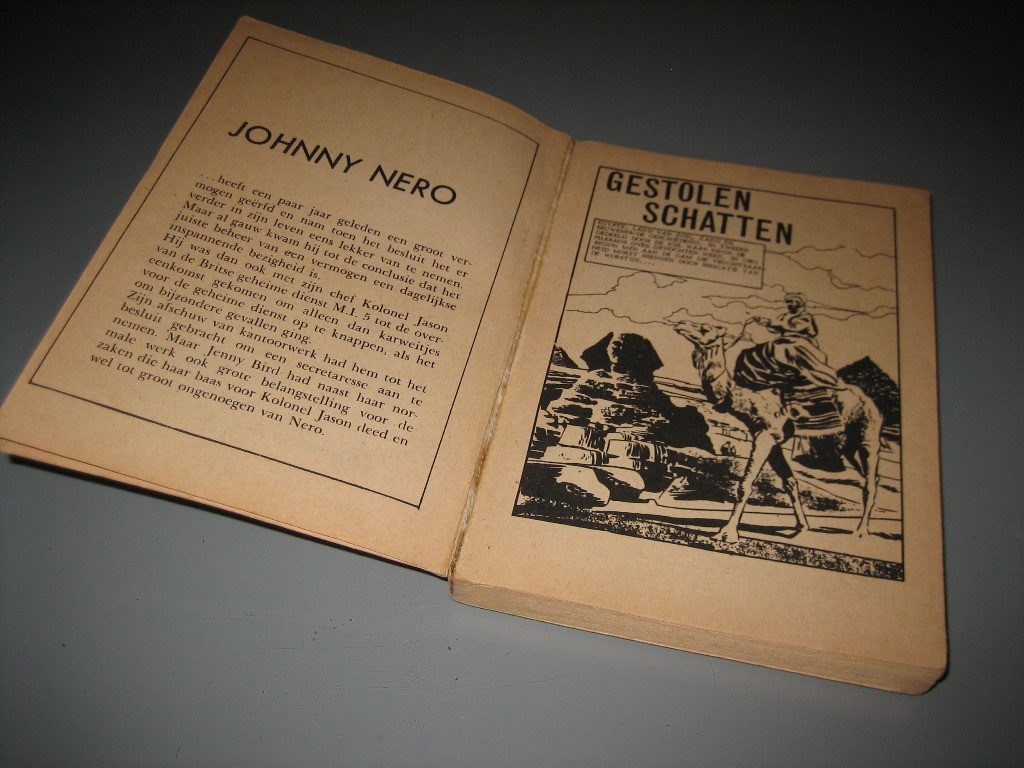 JOHNNY NERO
...heeft een paar jaar geleden een groot ver-
mogen geërfd en nam toen het besluit het er
verder in zijn leven eens lekker van te nemen.
Maar al gauw kwam hij tot de conclusie dat het
juiste beheer van een vermogen een dagelijkse
inspannende bezigheid is.
Hij was dan ook met zijn chef Kolonel Jason
van de Britse geheime dienst M.I. 5 tot de over-
eenkomst gekomen om alleen dan karweitjes
voor de geheime dienst op te knappen, als het
om bijzondere gevallen ging.
Zijn afschuw van kantoorwerk had hem tot het
besluit gebracht om een secretaresse aan te
nemen. Maar Jenny Bird had naast haar nor-
male werk ook grote belangstelling voor de
zaken die haar baas voor Kolonel Jason deed en
wel tot groot ongenoegen van Nero.
GESTOLEN
SCHATTEN